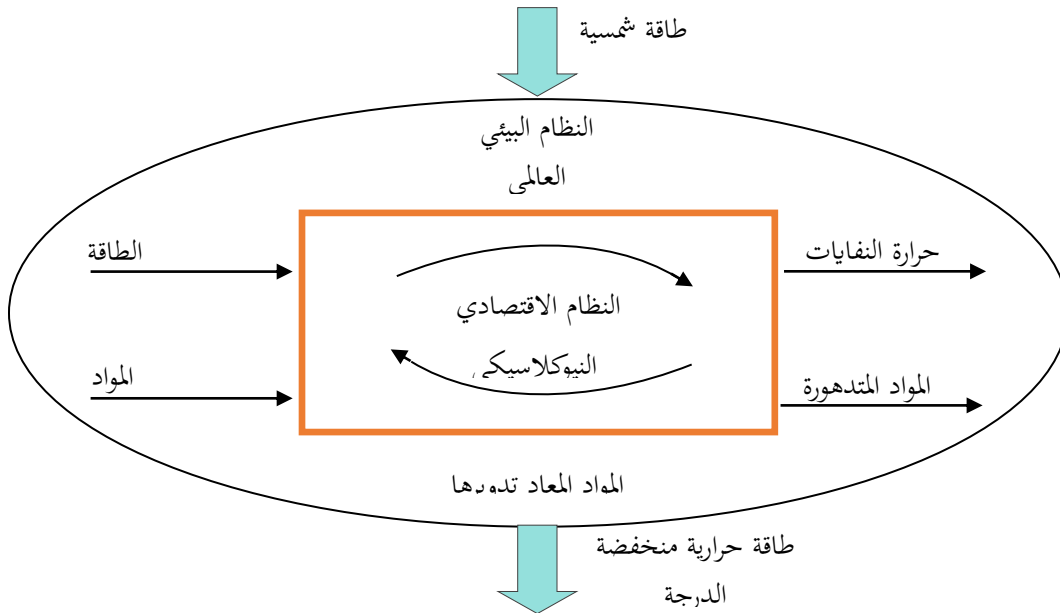 طاقة شمسية
النظام البيئي
العالمي
الطاقة
حرارة النفايات
النظام الاقتصادي
النيوكلاسيكي
المواد
المواد المتدهورة
المواد المعاد تدويرها
طاقة حرارية منخفضة
الدرجة